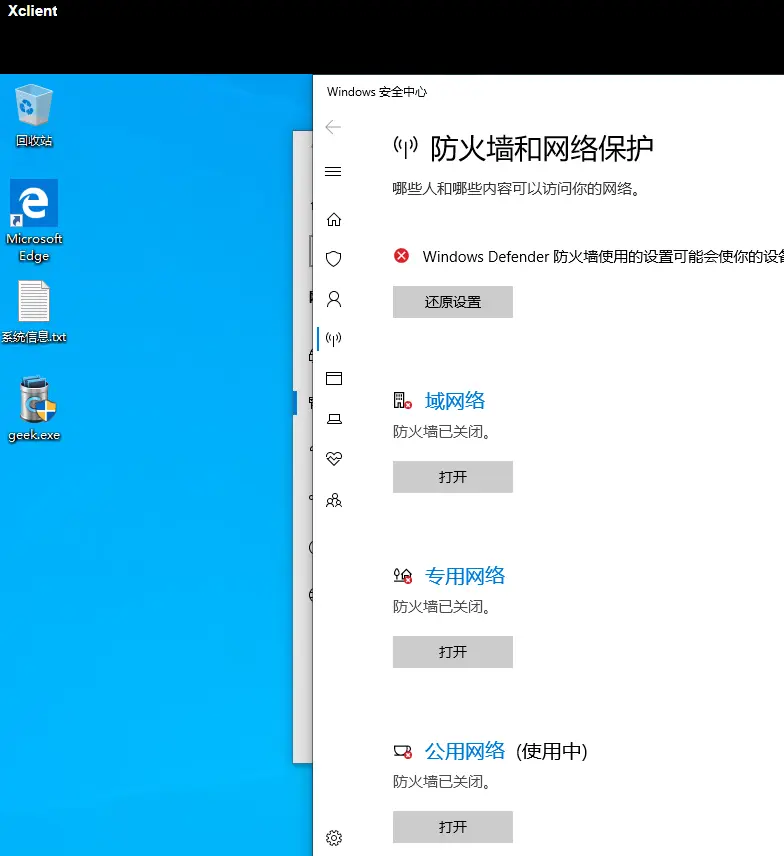 Xclient
Windows 安全中心
回收站
Microsoft
Edge
系统信息.txt
geek.exe
防火墙和网络保护
哪些人和哪些内容可以访问你的网络。
Windows Defender 防火墙使用的设置可能会使你的设
还原设置
域网络
防火墙已关闭。
打开
专用网络
防火墙已关闭。
打开
公用网络 (使用中)
防火墙已关闭。
打开